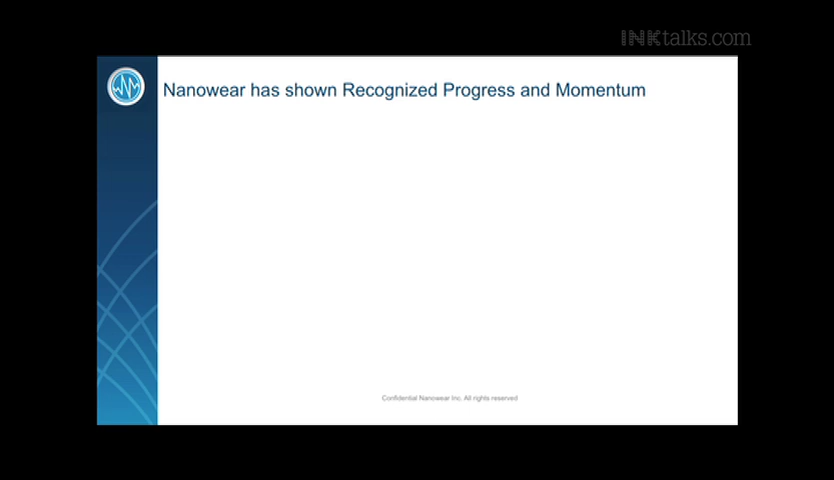 INKtalks.com
Nanowear has shown Recognized Progress and Momentum
Confidential Nanowear Inc. All rights reserved